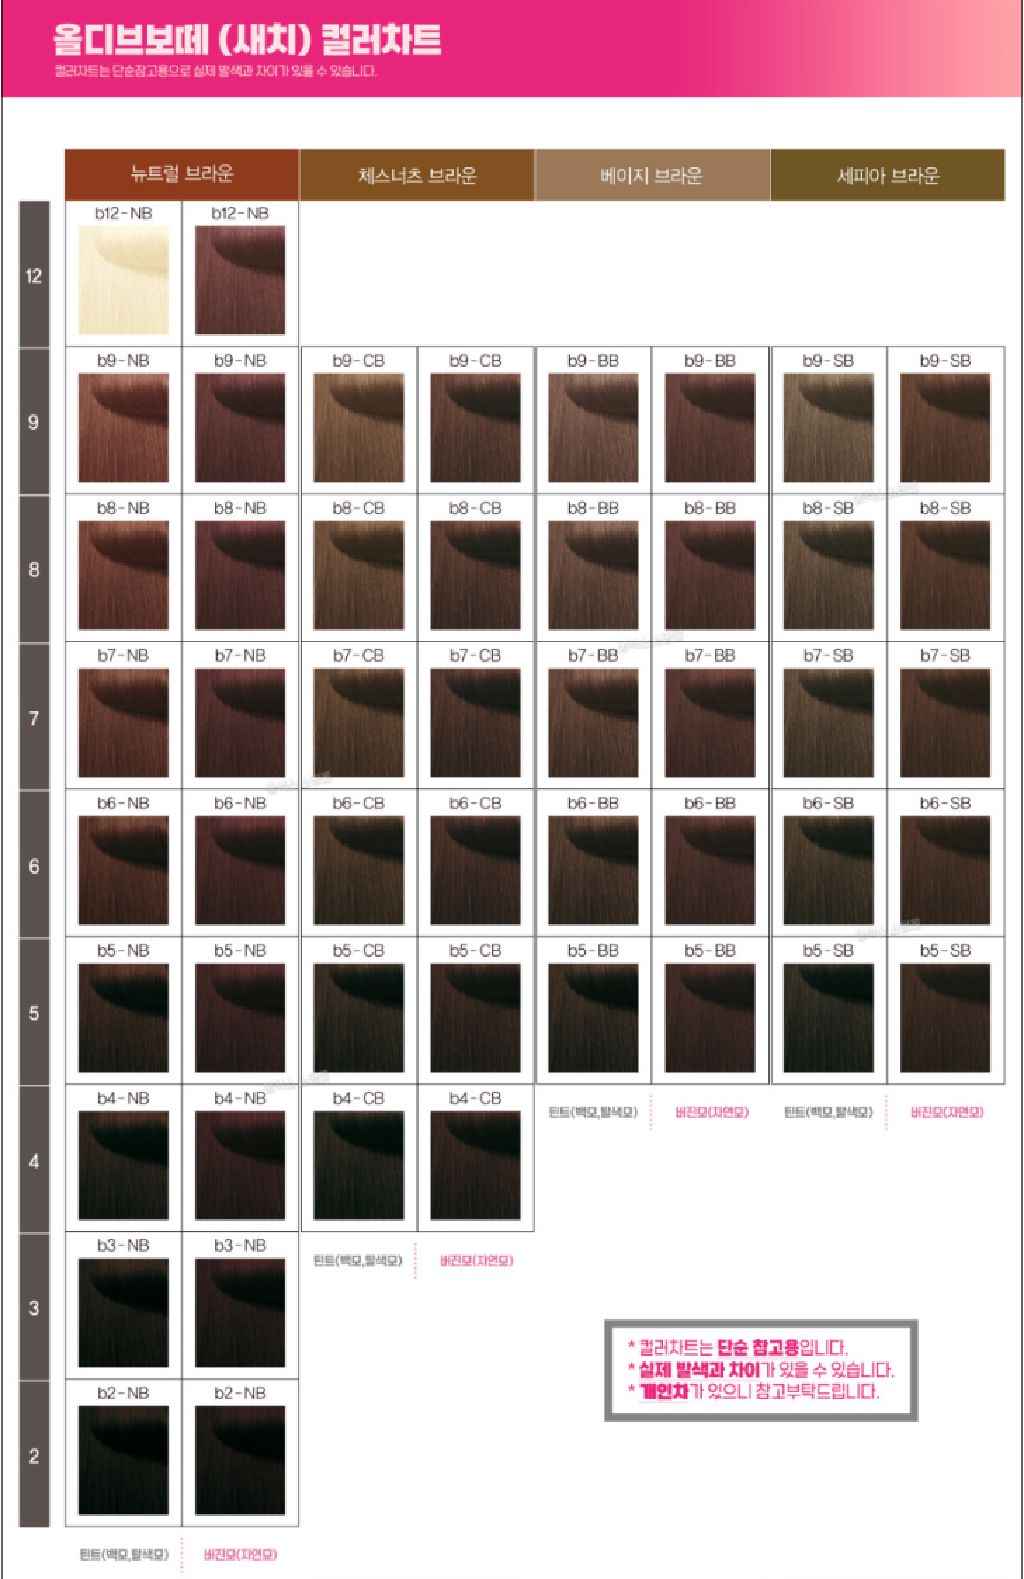 올디브보떼 (새치) 컬러차트
컬러차트는 단순참고용으로 실제 발색과 차이가 있을 수 있습니다.
뉴트럴 브라운 체스너츠 브라운 베이지 브라운 세피아 브라운
12
b12-NB b12-NB
9
b9-NB b9-NB b9-CB b9-CB b9-BB b9-BB b9-SB b9-SB
8
b8-NB b8-NB b8-CB b8-CB b8-BB b8-BB b8-SB b8-SB
7
b7-NB b7-NB b7-CB b7-CB b7-BB b7-BB b7-SB b7-SB
6
b6-NB b6-NB b6-CB b6-CB b6-BB b6-BB b6-SB b6-SB
5
b5-NB b5-NB b5-CB b5-CB b5-BB b5-BB b5-SB b5-SB
4
b4-NB b4-NB b4-CB b4-CB
틴트(백모,탈색모) 버진모(자연모) 틴트(백모,탈색모) 버진모(자연모)
3
b3-NB b3-NB
틴트(백모,탈색모) 버진모(자연모)
* 컬러차트는 단순 참고용입니다.
* 실제 발색과 차이가 있을 수 있습니다.
* 개인차가 있으니 참고부탁드립니다.
2
b2-NB b2-NB
틴트(백모,탈색모) 버진모(자연모)